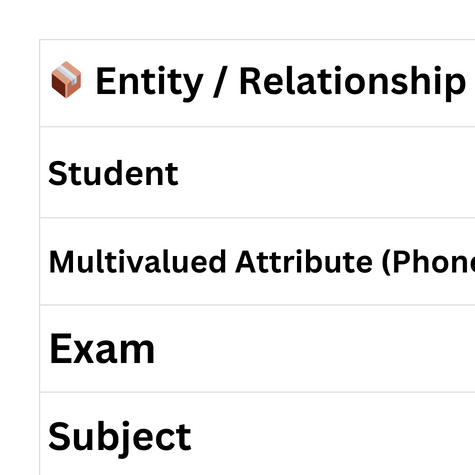 📦 Entity / Relationship
Student
Multivalued Attribute (Phone
Exam
Subject